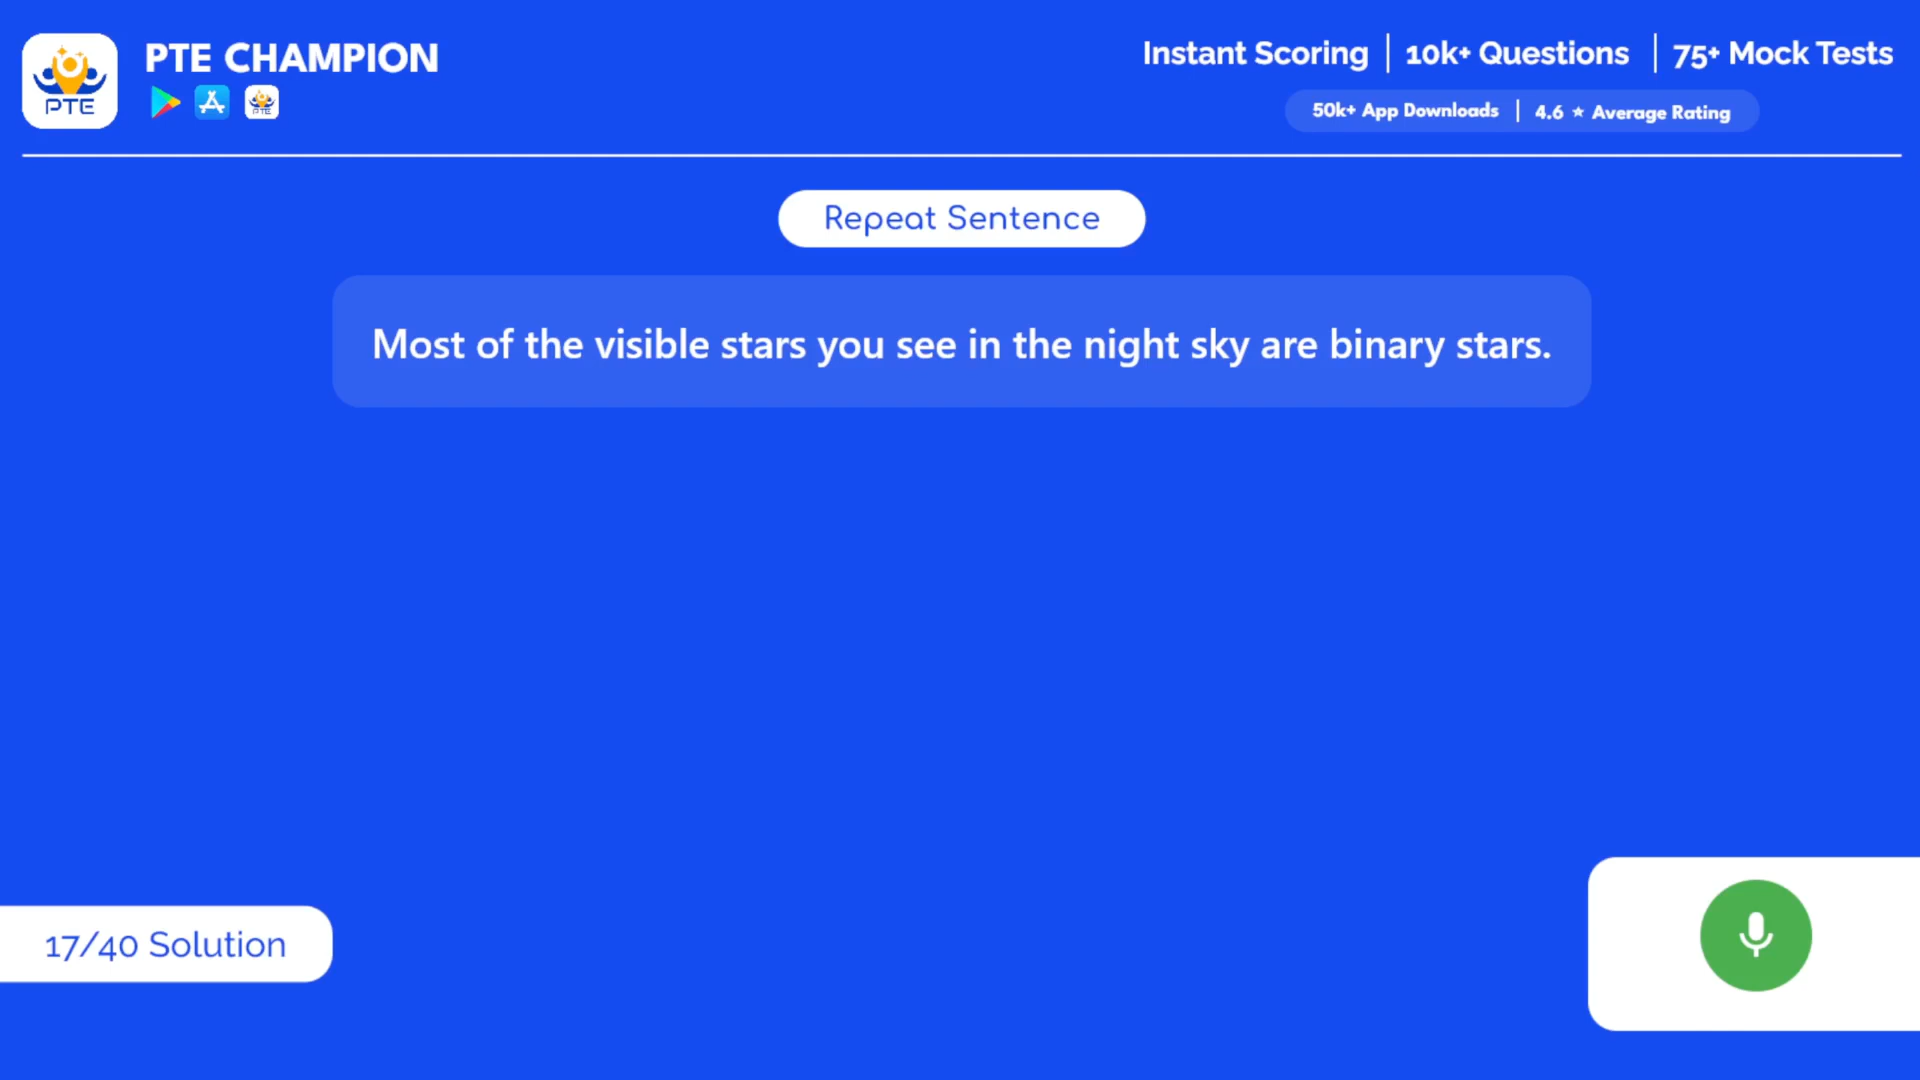 PTE CHAMPION
PTE
PTE
Instant Scoring | 10k+ Questions | 75+ Mock Tests
50k+ App Downloads | 4.6 ★ Average Rating
Repeat Sentence
Most of the visible stars you see in the night sky are binary stars.
17/40 Solution